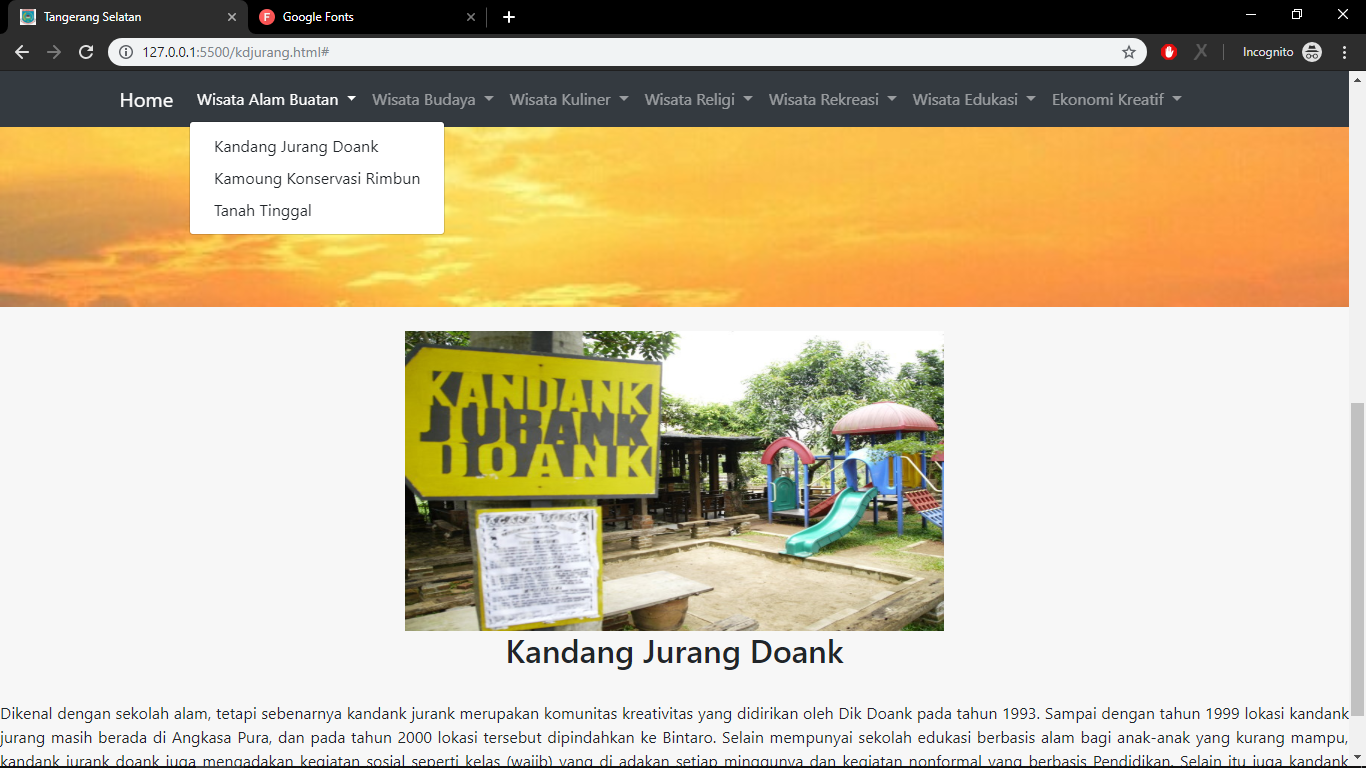 Tangerang Selatan
Google Fonts
127.0.0.1:5500/kdjurang.html#
Incognito
Home Wisata Alam Buatan Wisata Budaya Wisata Kuliner Wisata Religi Wisata Rekreasi Wisata Edukasi Ekonomi Kreatif
Kandang Jurang Doank
Kamoung Konservasi Rimbun
Tanah Tinggal
KANDANK
JURANK
DOANK
Kandang Jurang Doank
Dikenal dengan sekolah alam, tetapi sebenarnya kandank jurank merupakan komunitas kreativitas yang didirikan oleh Dik Doank pada tahun 1993. Sampai dengan tahun 1999 lokasi kandank
jurang masih berada di Angkasa Pura, dan pada tahun 2000 lokasi tersebut dipindahkan ke Bintaro. Selain mempunyai sekolah edukasi berbasis alam bagi anak-anak yang kurang mampu,
kandank jurank doank juga mengadakan kegiatan sosial seperti kelas (wajib) yang di adakan setiap minggunya dan kegiatan nonformal yang berbasis Pendidikan. Selain itu juga kandank